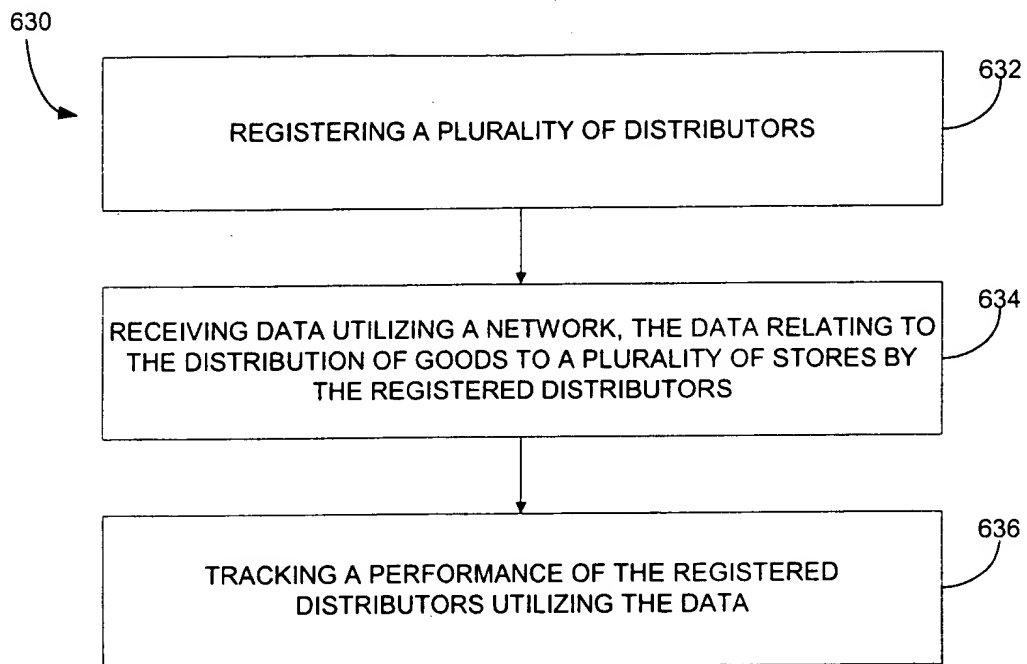 630
632
REGISTERING A PLURALITY OF DISTRIBUTORS
634
RECEIVING DATA UTILIZING A NETWORK, THE DATA RELATING TO
THE DISTRIBUTION OF GOODS TO A PLURALITY OF STORES BY
THE REGISTERED DISTRIBUTORS
636
TRACKING A PERFORMANCE OF THE REGISTERED
DISTRIBUTORS UTILIZING THE DATA